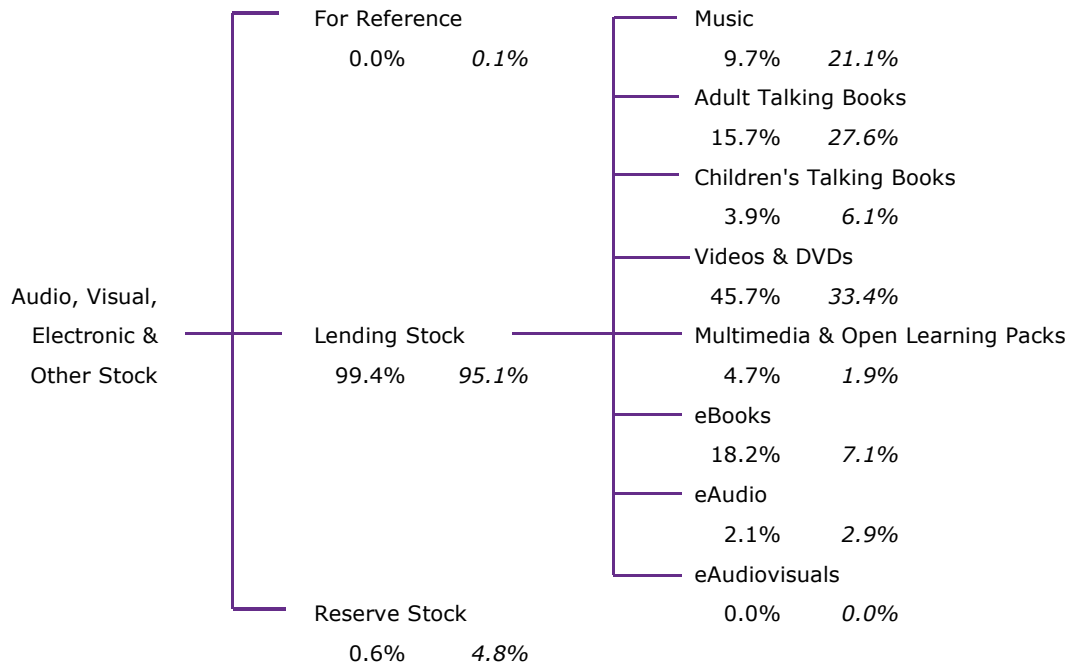 For Reference
0.0% 0.1%
Music
9.7% 21.1%
Adult Talking Books
15.7% 27.6%
Children's Talking Books
3.9% 6.1%
Videos & DVDs
45.7% 33.4%
Audio, Visual,
Electronic &
Other Stock
Lending Stock
99.4% 95.1%
Multimedia & Open Learning Packs
4.7% 1.9%
eBooks
18.2% 7.1%
eAudio
2.1% 2.9%
eAudiovisuals
0.0% 0.0%
Reserve Stock
0.6% 4.8%